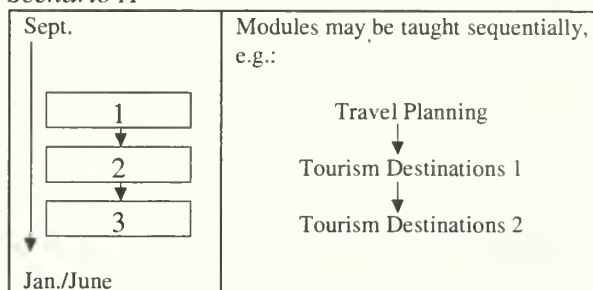 Sept.
1
2
3
Jan./June
Modules may be taught sequentially,
e.g.:
Travel Planning
Tourism Destinations 1
Tourism Destinations 2